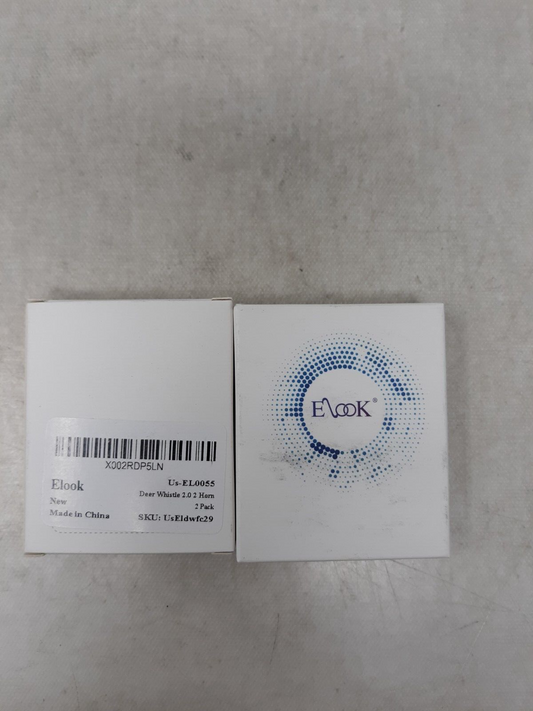 X002RDP5LN
Elook
Us-EL0055
New
Deer Whistle 2.0 2 Horn
2 Pack
Made in China
SKU: UsEldwfc29
ElooK®